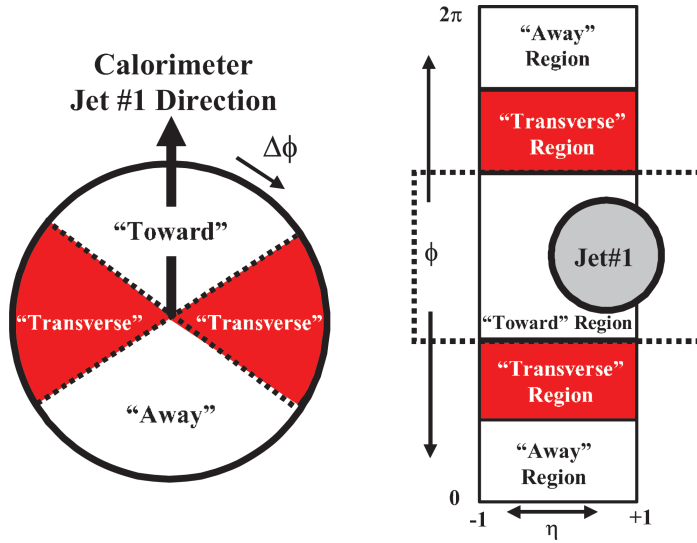 Calorimeter
Jet #1 Direction
Δϕ
“Toward”
“Transverse”
“Transverse”
“Away”
2π
“Away”
Region
“Transverse”
Region
ϕ
Jet#1
“Toward” Region
“Transverse”
Region
“Away”
Region
0
-1
η
+1